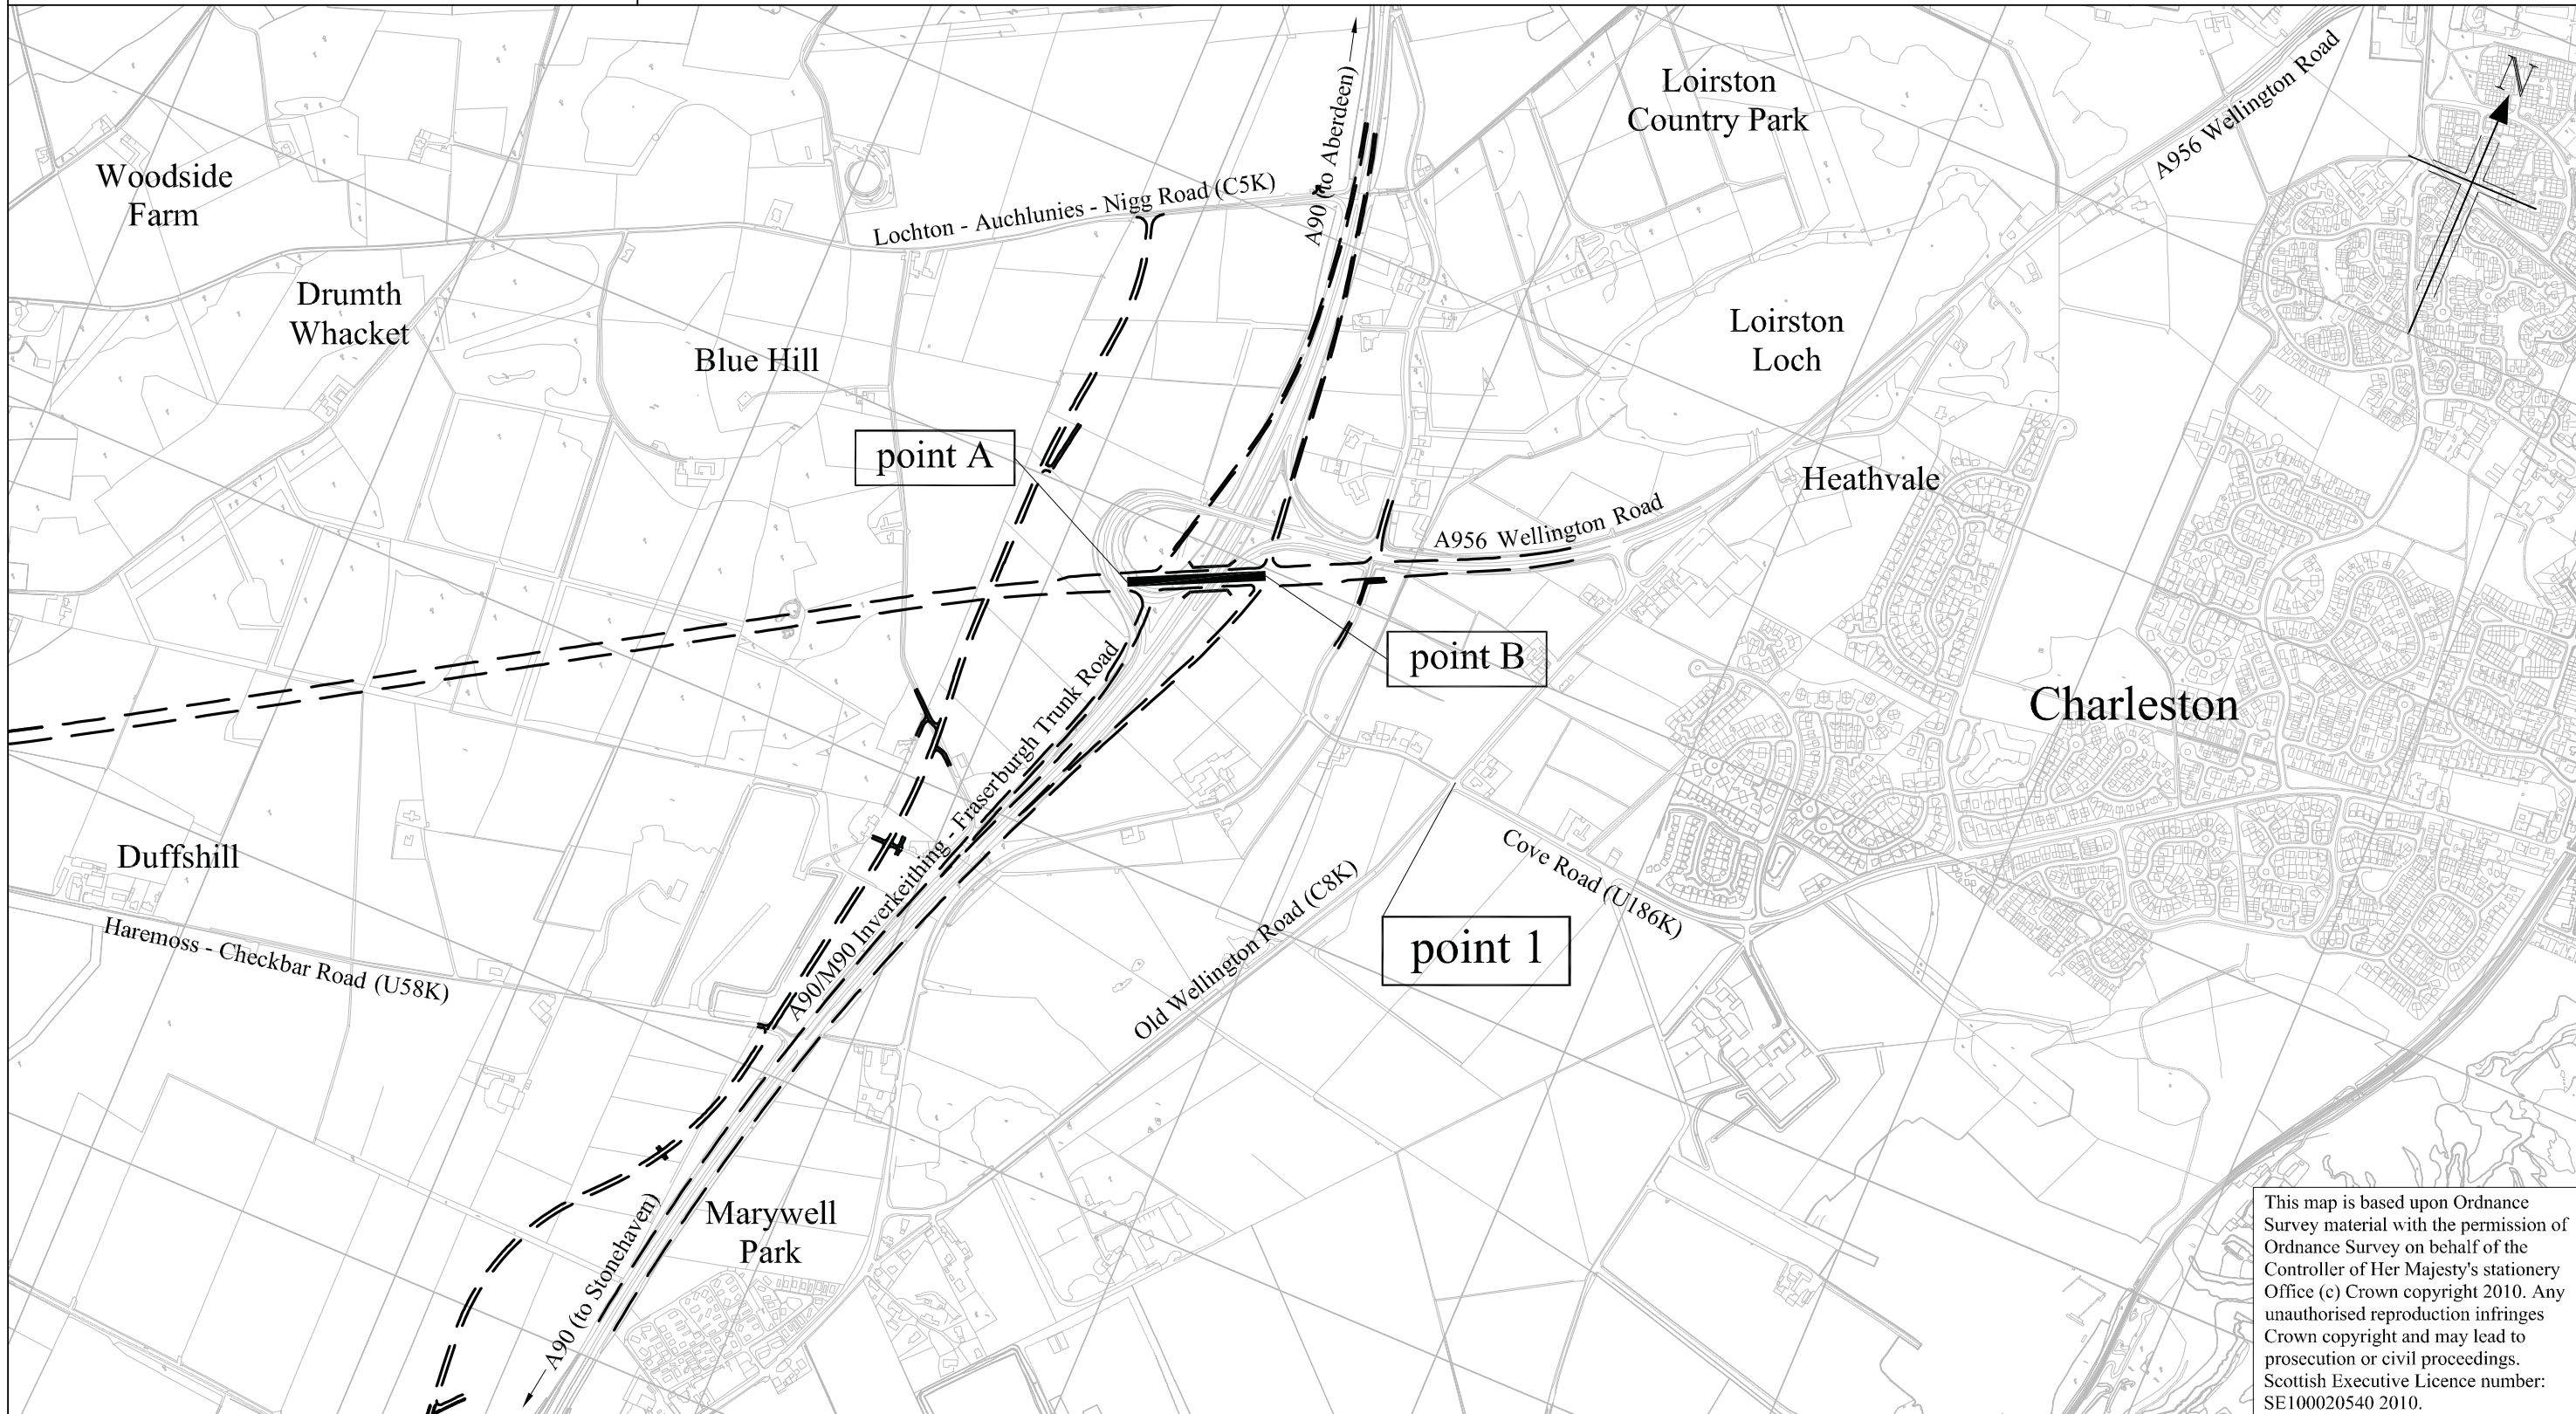 Woodside
Farm
Drumth
Whacket
Blue Hill
Lochton - Auchlunies - Nigg Road (C5K)
A90 (to Aberdeen)
Loirston
Country Park
A956 Wellington Road
N
Loirston
Loch
Heathvale
point A
A956 Wellington Road
point B
Charleston
A90/M90 Inverkeithing - Fraserburgh Trunk Road
Duffshill
Haremoss - Checkbar Road (U58K)
Old Wellington Road (C8K)
Cove Road (U186K)
point 1
A90 (to Stonehaven)
Marywell
Park
This map is based upon Ordnance
Survey material with the permission of
Ordnance Survey on behalf of the
Controller of Her Majesty's stationery
Office (c) Crown copyright 2010. Any
unauthorised reproduction infringes
Crown copyright and may lead to
prosecution or civil proceedings.
Scottish Executive Licence number:
SE100020540 2010.